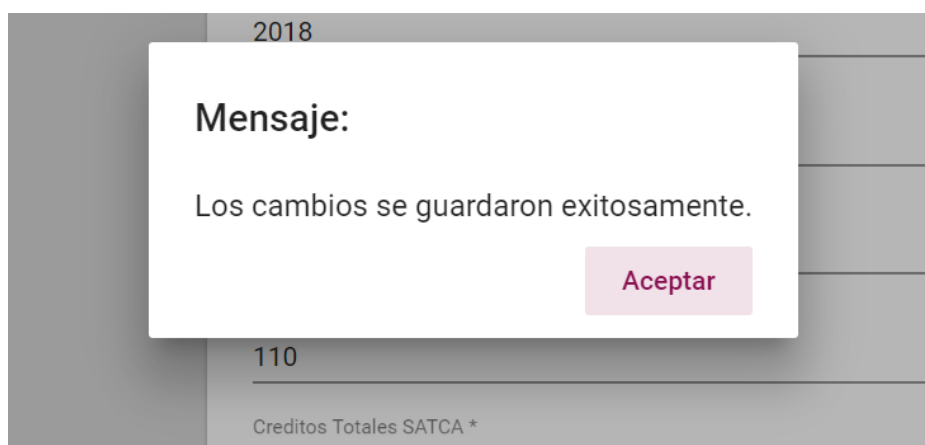 2018
Mensaje:
Los cambios se guardaron exitosamente.
Aceptar
110
Creditos Totales SATCA *